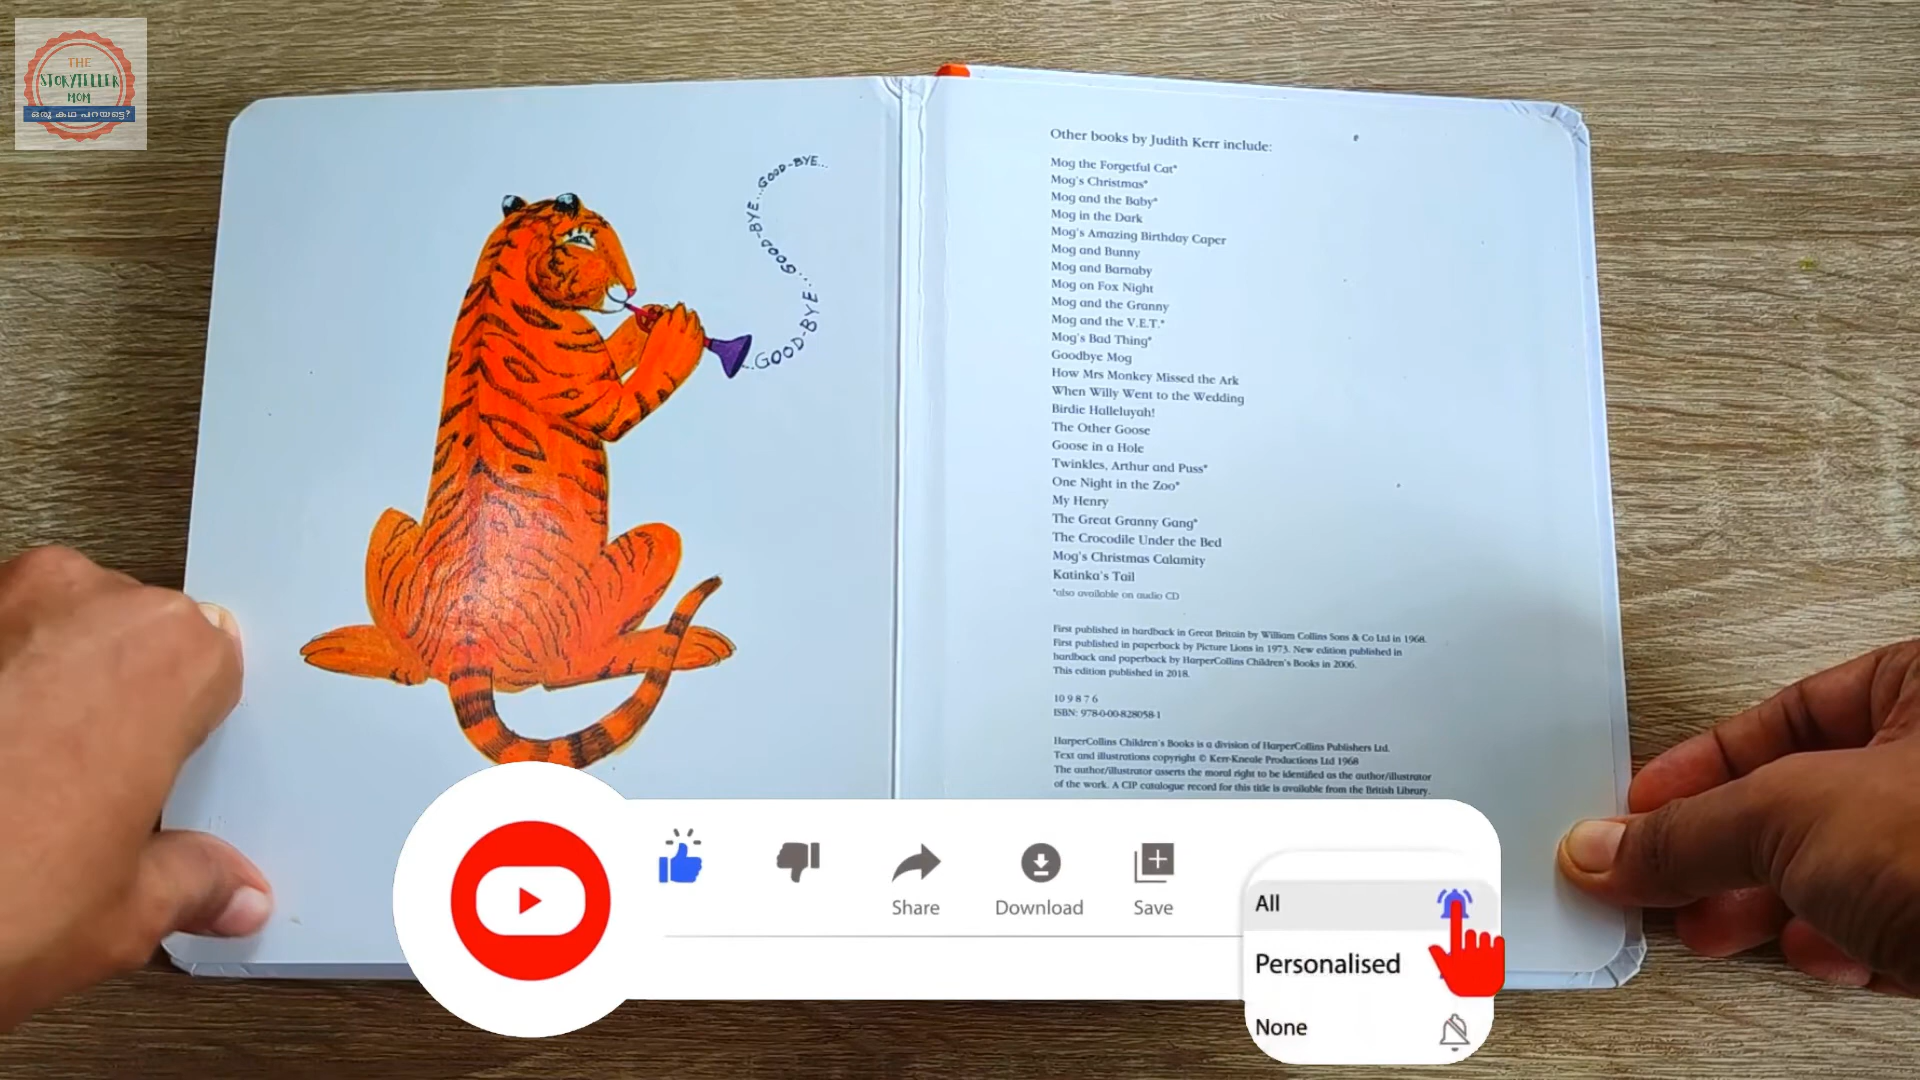 THE
STORYTELLER
MOM
ഒരു കഥ പറയട്ടെ?
GOOD-BYE...GOOD-BYE...GOOD-BYE...GOOD-BYE...
Other books by Judith Kerr include:
Mog the Forgetful Cat*
Mog's Christmas*
Mog and the Baby*
Mog in the Dark
Mog's Amazing Birthday Caper
Mog and Bunny
Mog and Barnaby
Mog on Fox Night
Mog and the Granny
Mog and the V.E.T.*
Mog's Bad Thing*
Goodbye Mog
How Mrs Monkey Missed the Ark
When Willy Went to the Wedding
Birdie Halleluyah!
The Other Goose
Goose in a Hole
Twinkles, Arthur and Puss*
One Night in the Zoo*
My Henry
The Great Granny Gang*
The Crocodile Under the Bed
Mog's Christmas Calamity
Katinka's Tail
*also available on audio CD
First published in hardback in Great Britain by William Collins Sons & Co Ltd in 1968.
First published in paperback by Picture Lions in 1973. New edition published in
hardback and paperback by HarperCollins Children's Books in 2006.
This edition published in 2018.
10 9 8 7 6
ISBN: 978-0-00-828058-1
HarperCollins Children's Books is a division of HarperCollins Publishers Ltd.
Text and illustrations copyright © Kerr-Kneale Productions Ltd 1968
The author/illustrator asserts the moral right to be identified as the author/illustrator
of the work. A CIP catalogue record for this title is available from the British Library.
Share
Download
Save
All
Personalised
None